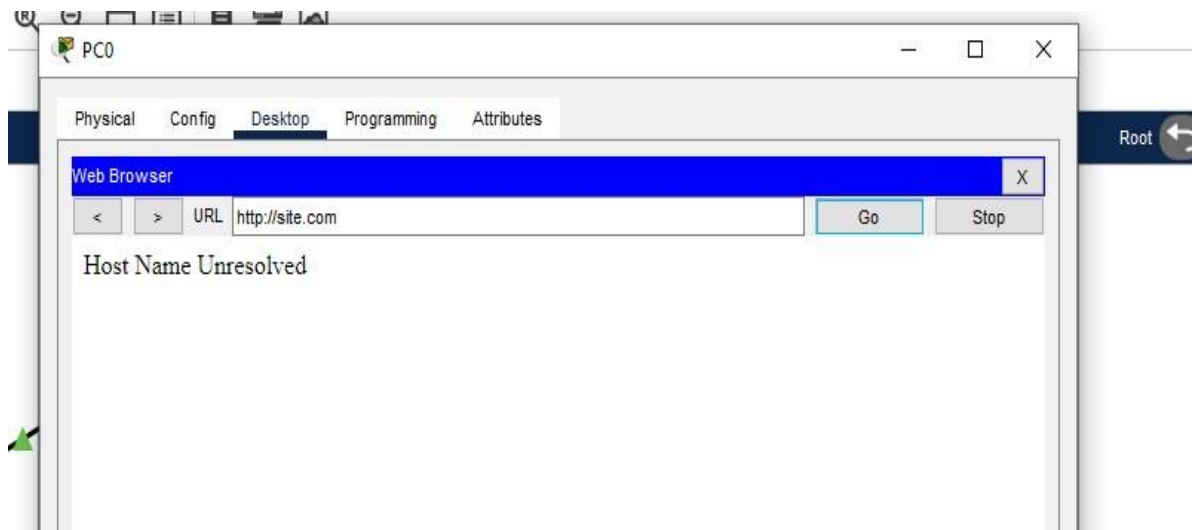 PC0
Physical Config Desktop Programming Attributes
Root
Web Browser
X
< > URL http://site.com Go Stop
Host Name Unresolved